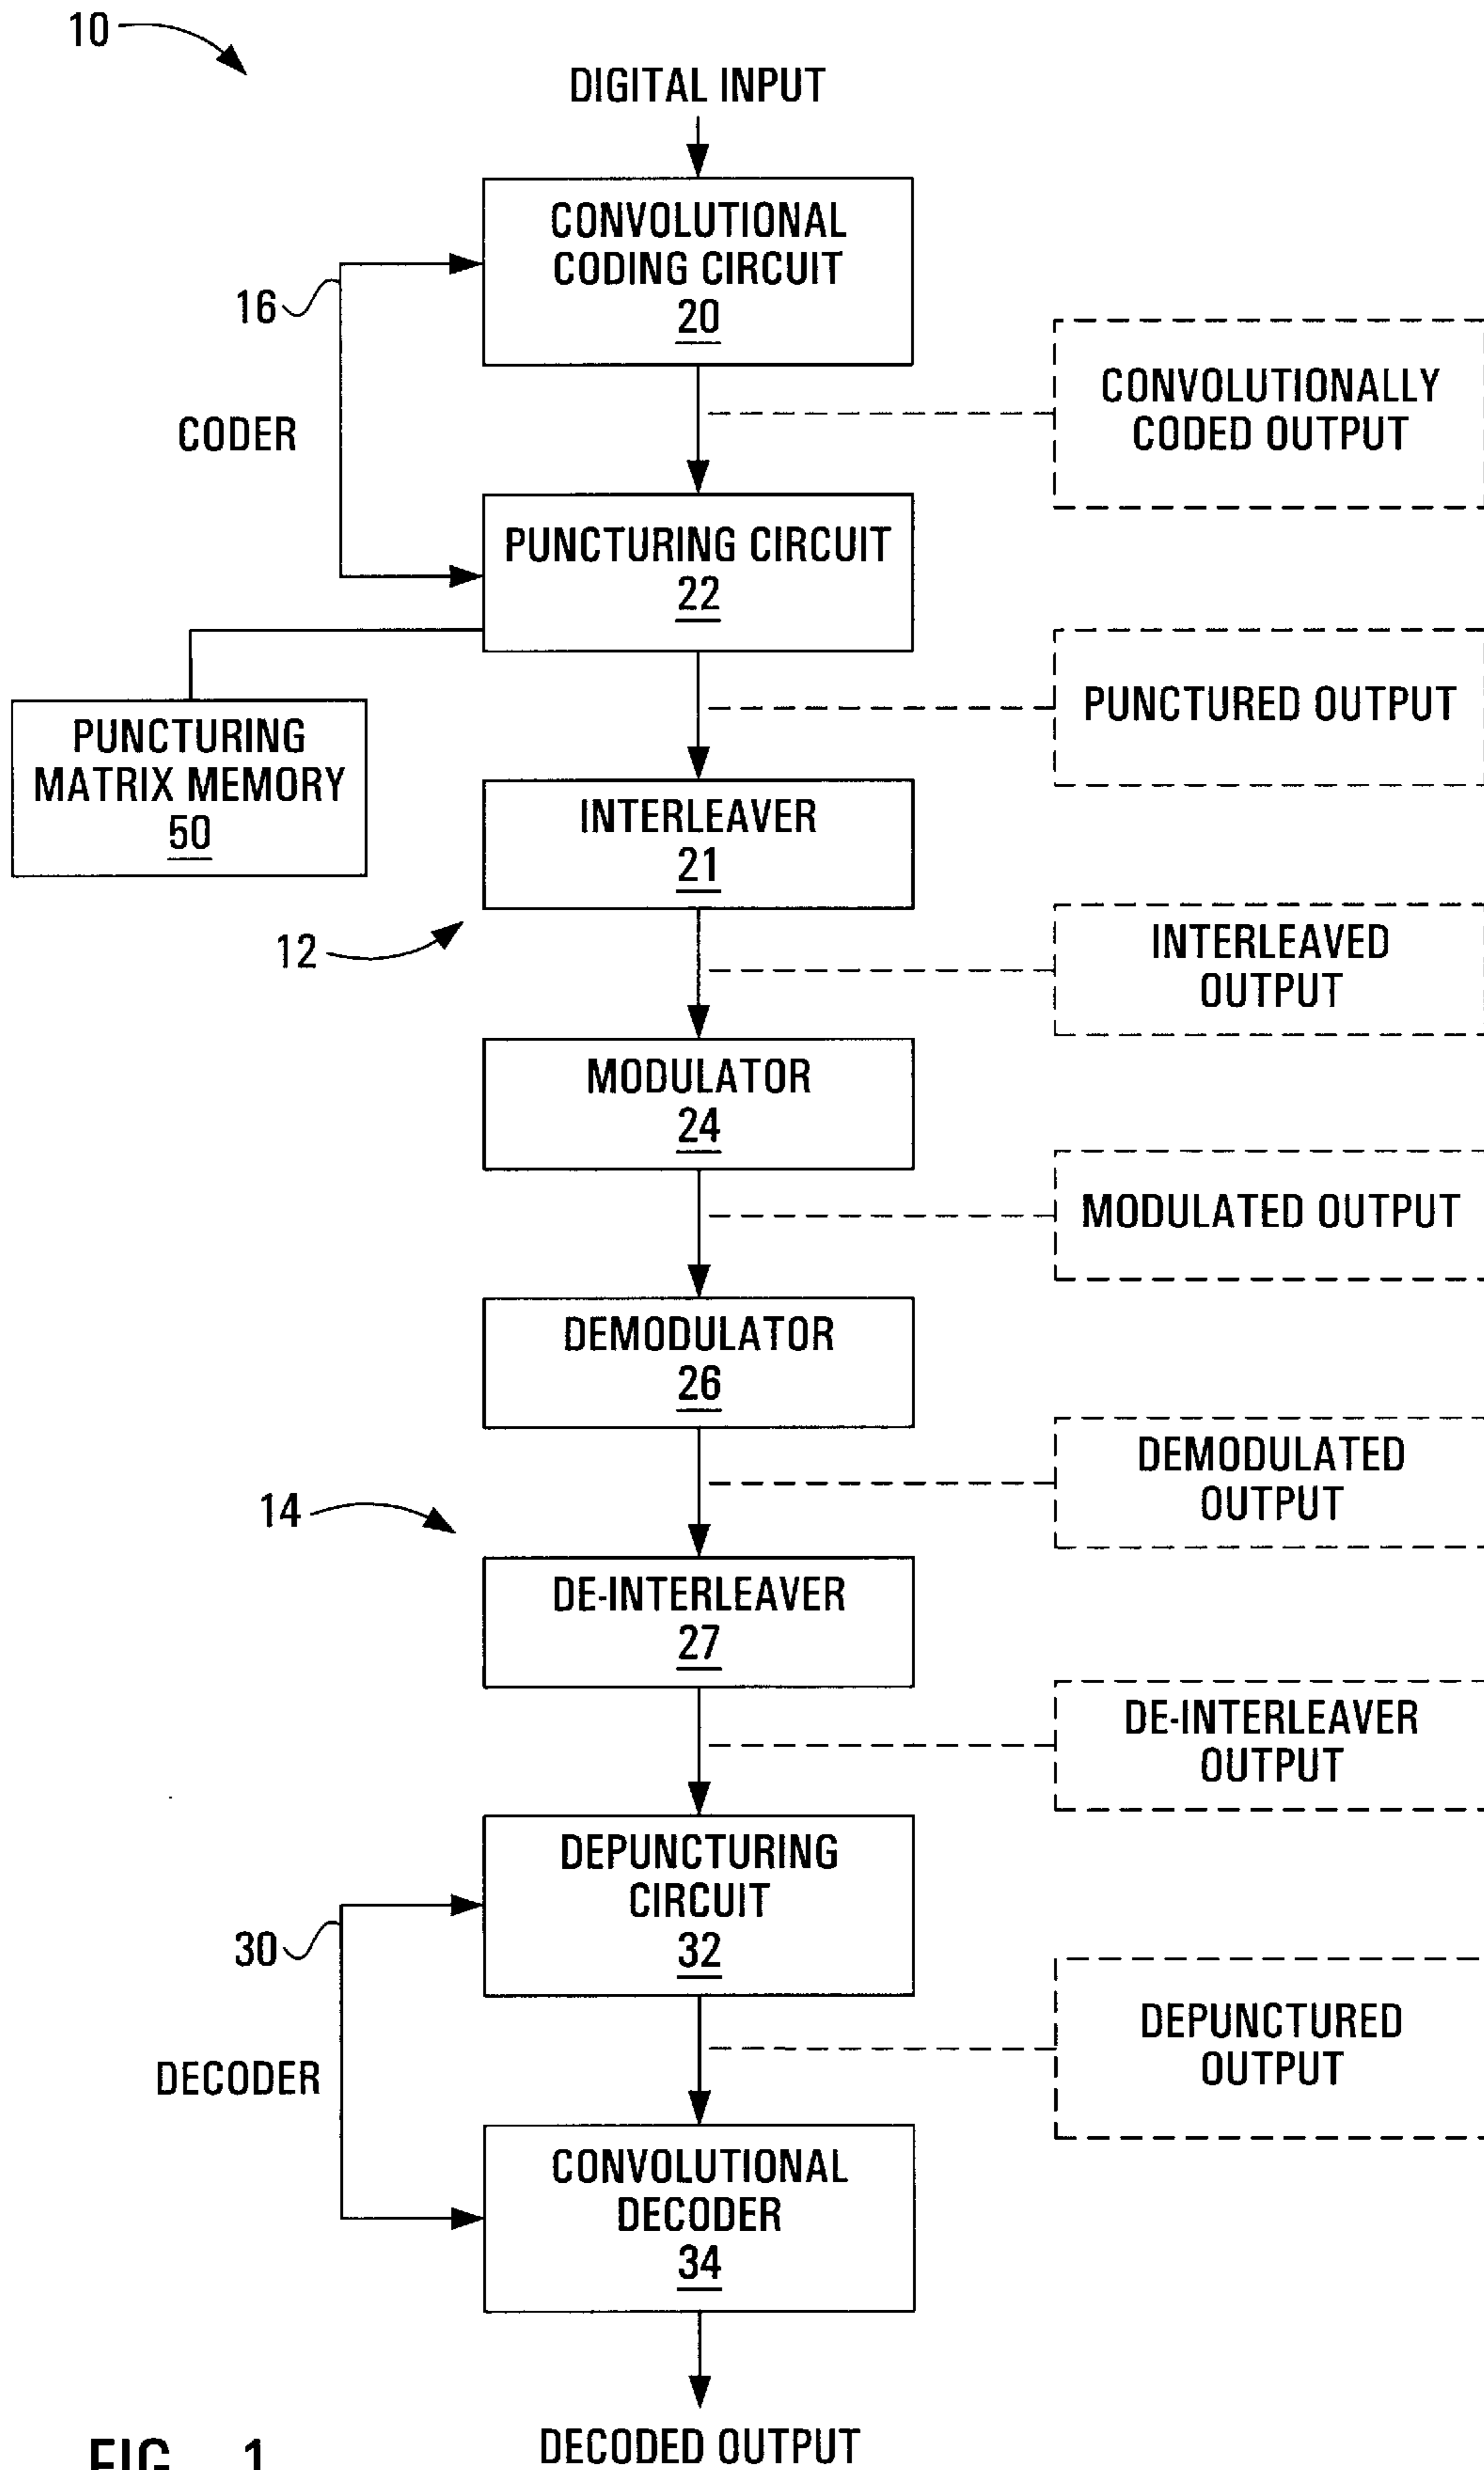 10
DIGITAL INPUT
CONVOLUTIONAL
CODING CIRCUIT
20
16
CODER
CONVOLUTIONALLY
CODED OUTPUT
PUNCTURING CIRCUIT
22
PUNCTURED OUTPUT
PUNCTURING
MATRIX MEMORY
50
INTERLEAVER
21
12
INTERLEAVED
OUTPUT
MODULATOR
24
MODULATED OUTPUT
DEMODULATOR
26
DEMODULATED
OUTPUT
14
DE-INTERLEAVER
27
DE-INTERLEAVER
OUTPUT
DEPUNCTURING
CIRCUIT
32
30
DECODER
DEPUNCTURED
OUTPUT
CONVOLUTIONAL
DECODER
34
DECODED OUTPUT
FIG. 1